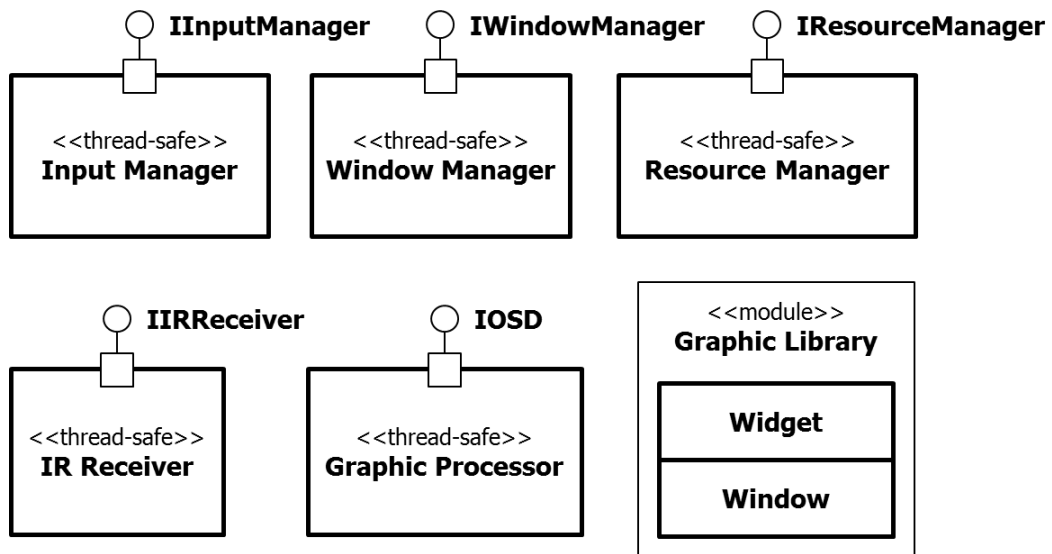 IInputManager
IWindowManager
IResourceManager
<<thread-safe>>
Input Manager
<<thread-safe>>
Window Manager
<<thread-safe>>
Resource Manager
IIRReceiver
IOSD
<<module>>
Graphic Library
<<thread-safe>>
IR Receiver
<<thread-safe>>
Graphic Processor
Widget
Window